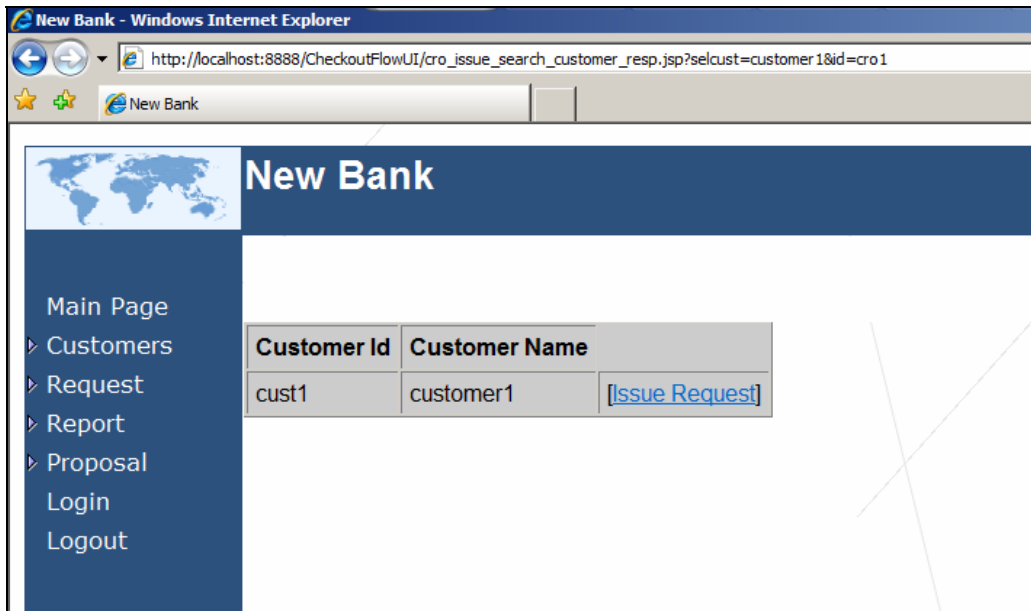 New Bank - Windows Internet Explorer
http://localhost:8888/CheckoutFlowUI/cro_issue_search_customer_resp.jsp?selcust=customer1&id=cro1
New Bank
New Bank
Main Page
Customers
Request
Report
Proposal
Login
Logout
Customer Id Customer Name
cust1 customer1 [Issue Request]